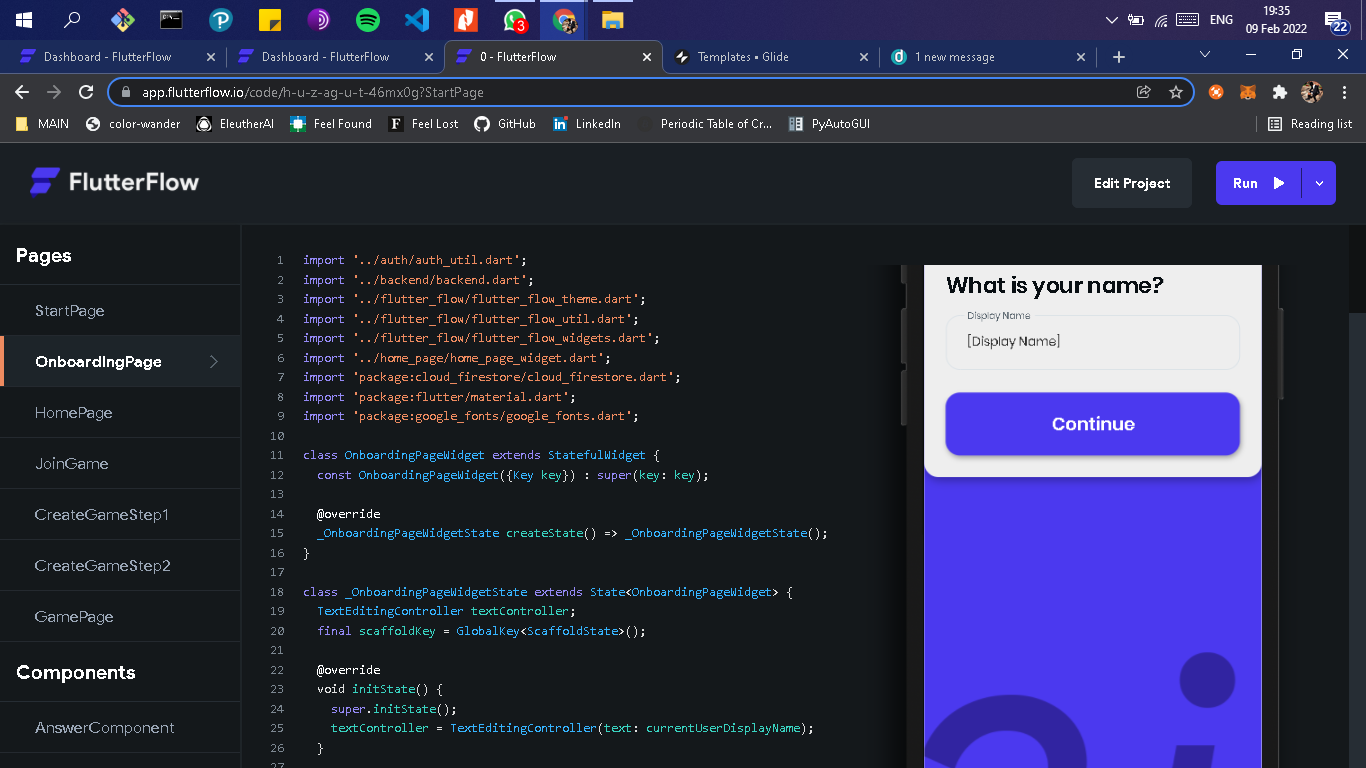 3
ENG
19:35
09 Feb 2022
22
Dashboard - FlutterFlow
Dashboard - FlutterFlow
0 - FlutterFlow
Templates • Glide
1 new message
app.flutterflow.io/code/h-u-z-ag-u-t-46mx0g?StartPage
MAIN
color-wander
EleutherAI
Feel Found
Feel Lost
GitHub
LinkedIn
Periodic Table of Cr...
PyAutoGUI
Reading list
FlutterFlow
Edit Project
Run
Pages
StartPage
OnboardingPage
HomePage
JoinGame
CreateGameStep1
CreateGameStep2
GamePage
Components
AnswerComponent
1 import '../auth/auth_util.dart';
2 import '../backend/backend.dart';
3 import '../flutter_flow/flutter_flow_theme.dart';
4 import '../flutter_flow/flutter_flow_util.dart';
5 import '../flutter_flow/flutter_flow_widgets.dart';
6 import '../home_page/home_page_widget.dart';
7 import 'package:cloud_firestore/cloud_firestore.dart';
8 import 'package:flutter/material.dart';
9 import 'package:google_fonts/google_fonts.dart';
10
11 class OnboardingPageWidget extends StatefulWidget {
12 const OnboardingPageWidget({Key key}) : super(key: key);
13
14 @override
15 _OnboardingPageWidgetState createState() => _OnboardingPageWidgetState();
16 }
17
18 class _OnboardingPageWidgetState extends State<OnboardingPageWidget> {
19 TextEditingController textController;
20 final scaffoldKey = GlobalKey<ScaffoldState>();
21
22 @override
23 void initState() {
24 super.initState();
25 textController = TextEditingController(text: currentUserDisplayName);
26 }
What is your name?
Display Name
[Display Name]
Continue